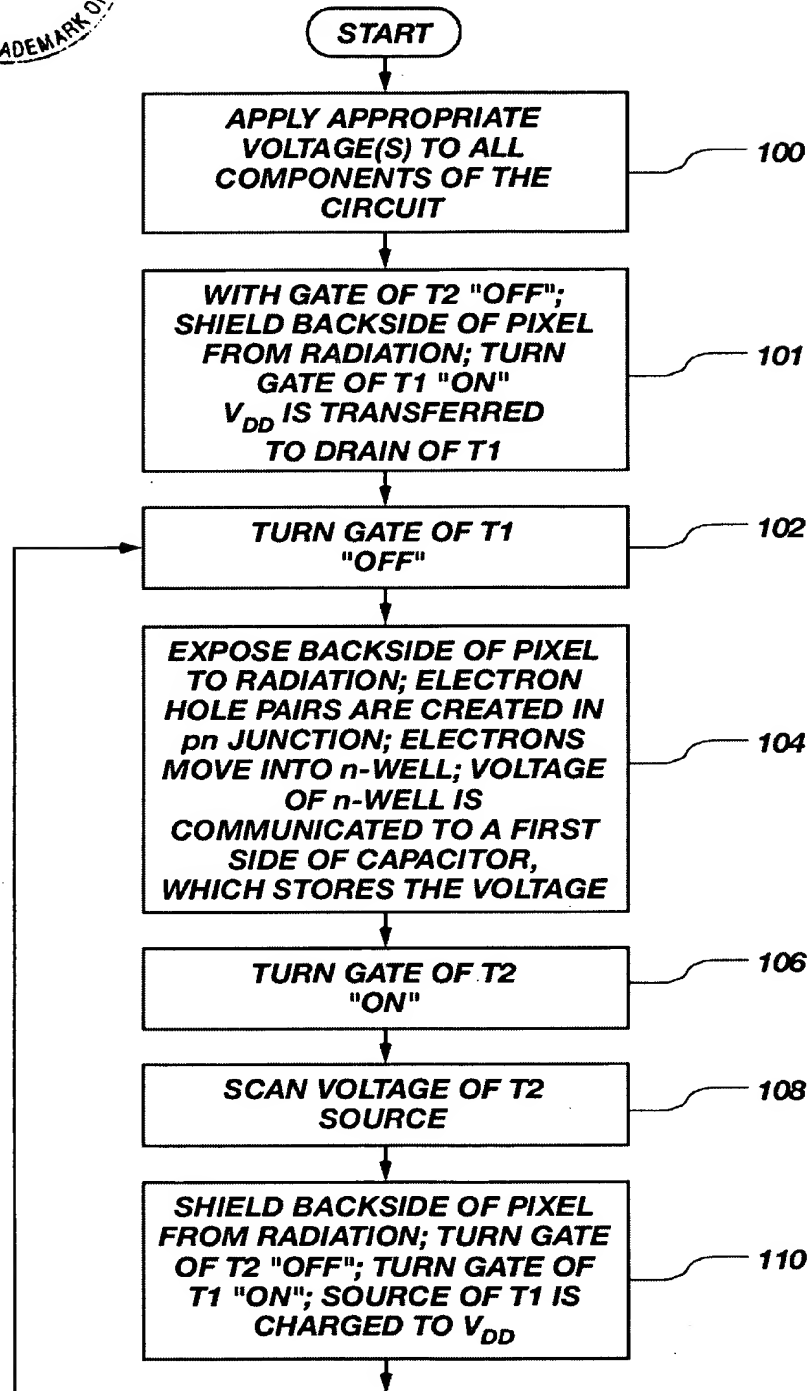 ADEMARK O
START
APPLY APPROPRIATE
VOLTAGE(S) TO ALL
COMPONENTS OF THE
CIRCUIT
100
WITH GATE OF T2 "OFF";
SHIELD BACKSIDE OF PIXEL
FROM RADIATION; TURN
GATE OF T1 "ON"
VDD IS TRANSFERRED
TO DRAIN OF T1
101
TURN GATE OF T1
"OFF"
102
EXPOSE BACKSIDE OF PIXEL
TO RADIATION; ELECTRON
HOLE PAIRS ARE CREATED IN
pn JUNCTION; ELECTRONS
MOVE INTO n-WELL; VOLTAGE
OF n-WELL IS
COMMUNICATED TO A FIRST
SIDE OF CAPACITOR,
WHICH STORES THE VOLTAGE
104
TURN GATE OF T2
"ON"
106
SCAN VOLTAGE OF T2
SOURCE
108
SHIELD BACKSIDE OF PIXEL
FROM RADIATION; TURN GATE
OF T2 "OFF"; TURN GATE OF
T1 "ON"; SOURCE OF T1 IS
CHARGED TO VDD
110